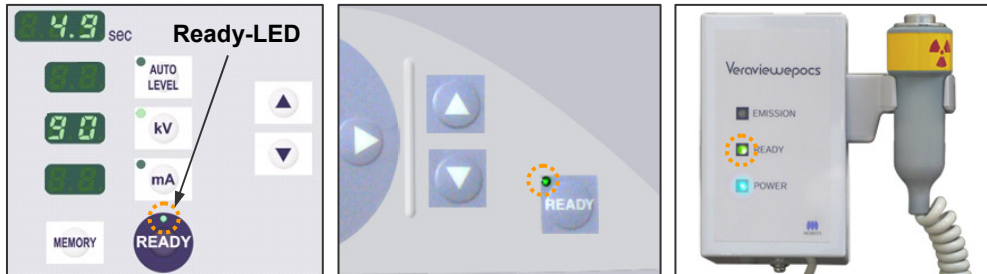 4.9 sec
Ready-LED
AUTO
LEVEL
90
kV
mA
MEMORY
READY
READY
Veraviewepocs
EMISSION
READY
POWER